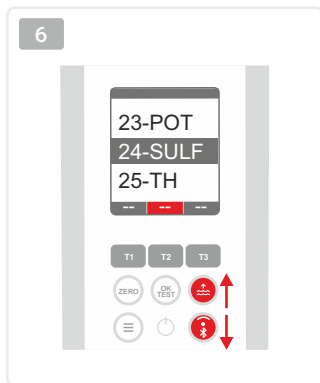 6
23-POT
24-SULF
25-TH
-- -- --
T1 T2 T3
ZERO OK
TEST